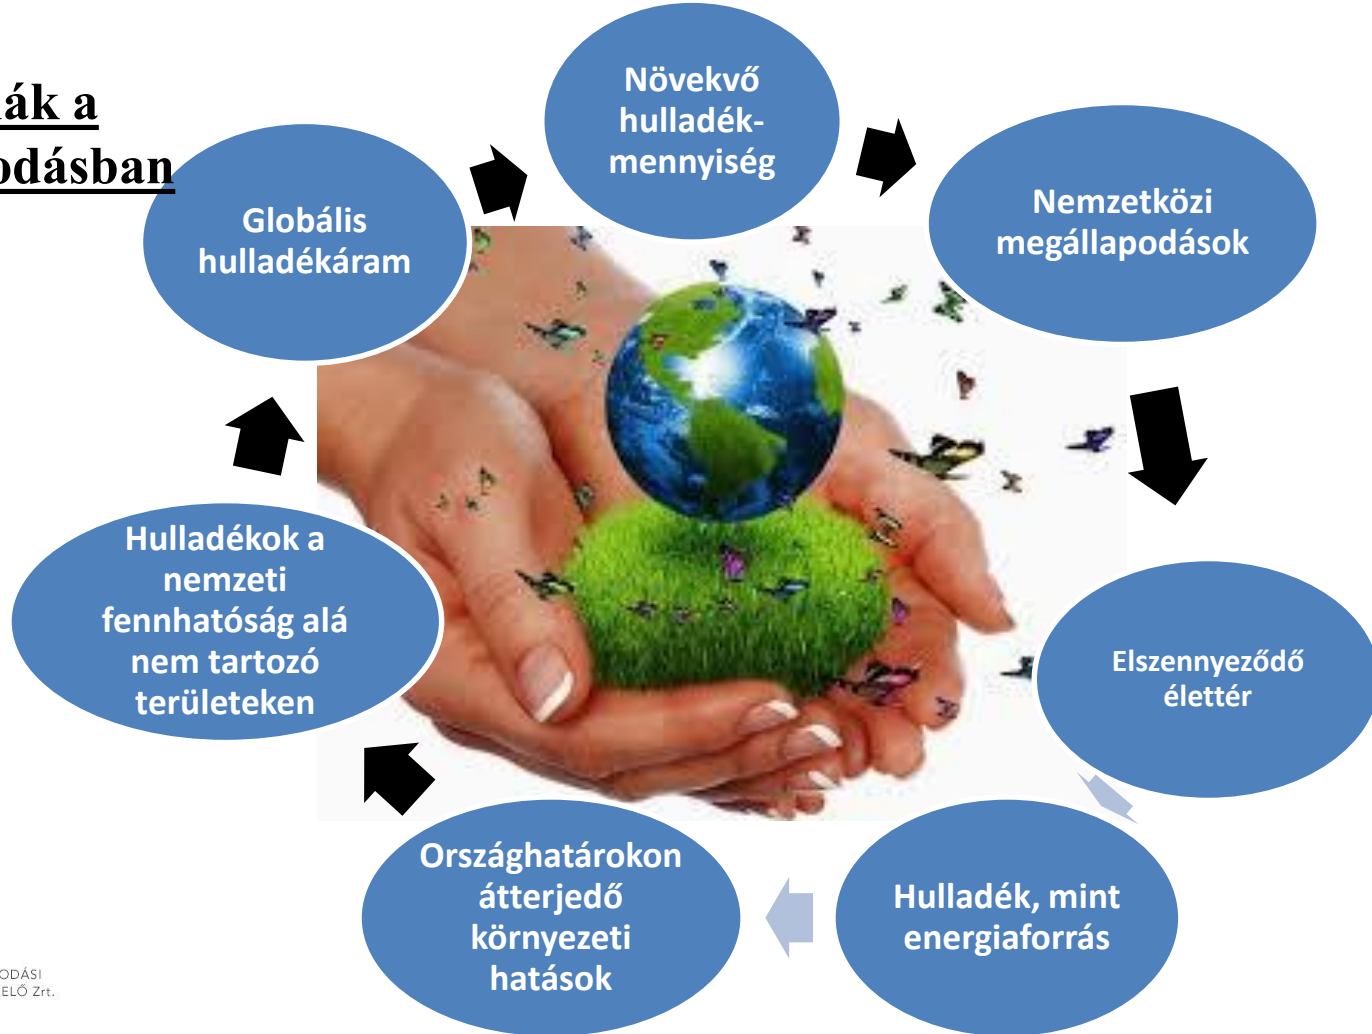 ák a
odásban
Növekvő
hulladék-
mennyiség
Nemzetközi
megállapodások
Elszennyeződő
élettér
Hulladék, mint
energiaforrás
Országhatárokon
átterjedő
környezeti
hatások
Hulladékok a
nemzeti
fennhatóság alá
nem tartozó
területeken
Globális
hulladékáram
ODÁSI
ELŐ Zrt.